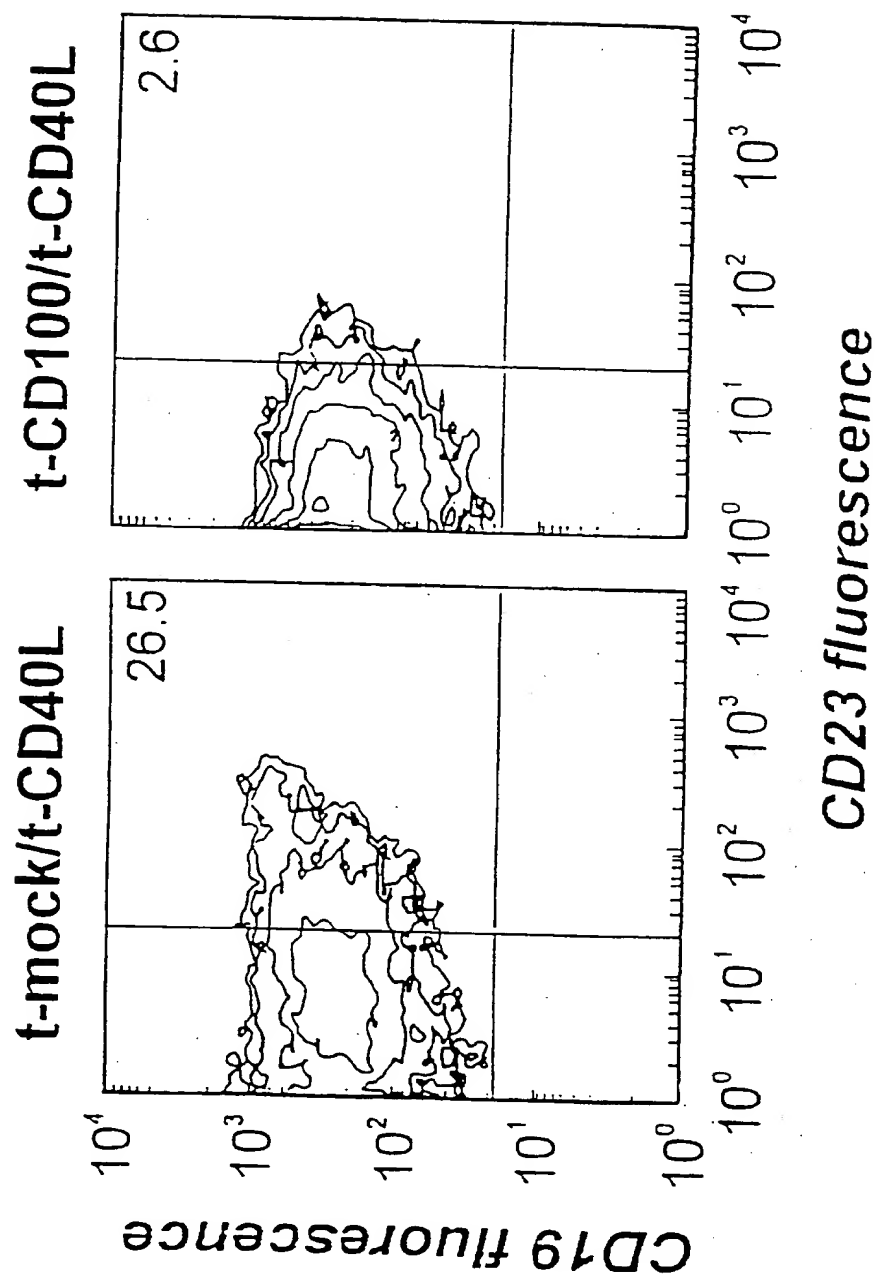 t-mock/t-CD40L
t-CD100/t-CD40L
26.5
2.6
CD19 fluorescence
10⁴
10³
10²
10¹
10⁰
10⁰ 10¹ 10² 10³ 10⁴
10⁰ 10¹ 10² 10³ 10⁴
CD23 fluorescence